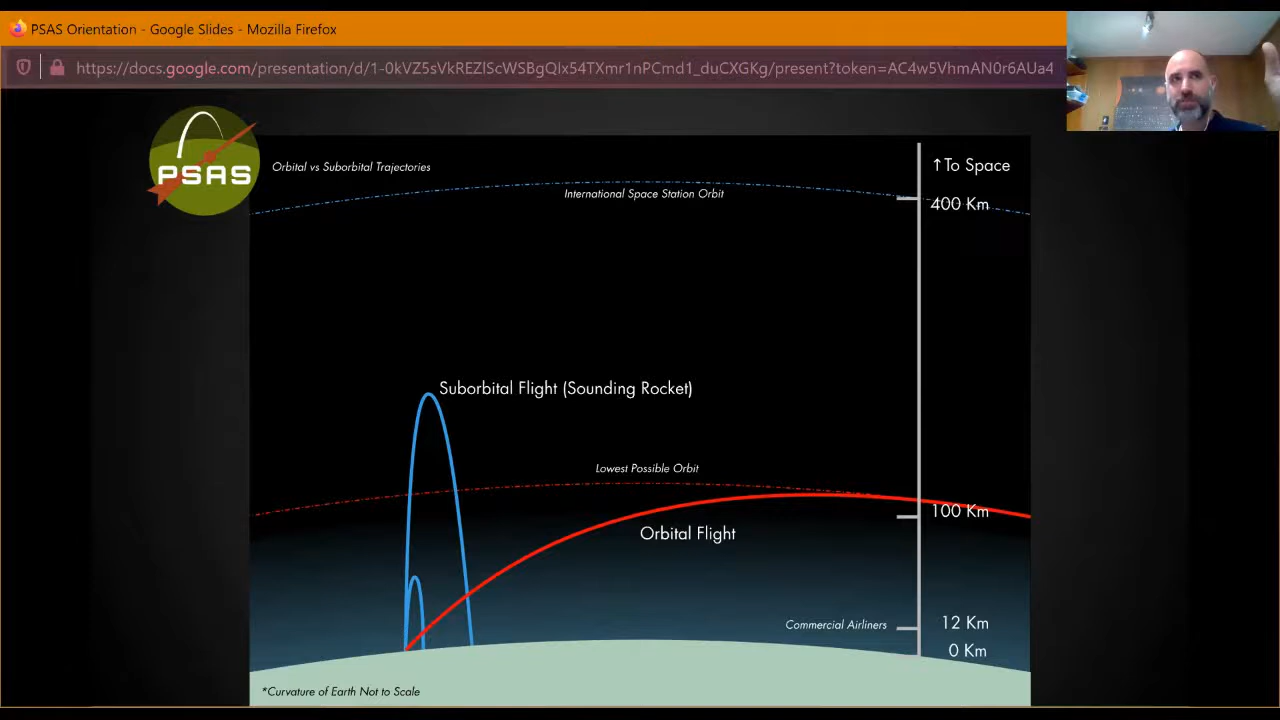 PSAS Orientation - Google Slides - Mozilla Firefox
https://docs.google.com/presentation/d/1-0kVZ5sVkREZlScWSBgQlx54TXmr1nPCmd1_duCXGKg/present?token=AC4w5VhmAN0r6AUa4
PSAS
Orbital vs Suborbital Trajectories
↑To Space
International Space Station Orbit
400 Km
Suborbital Flight (Sounding Rocket)
Lowest Possible Orbit
100 Km
Orbital Flight
Commercial Airliners
12 Km
0 Km
*Curvature of Earth Not to Scale